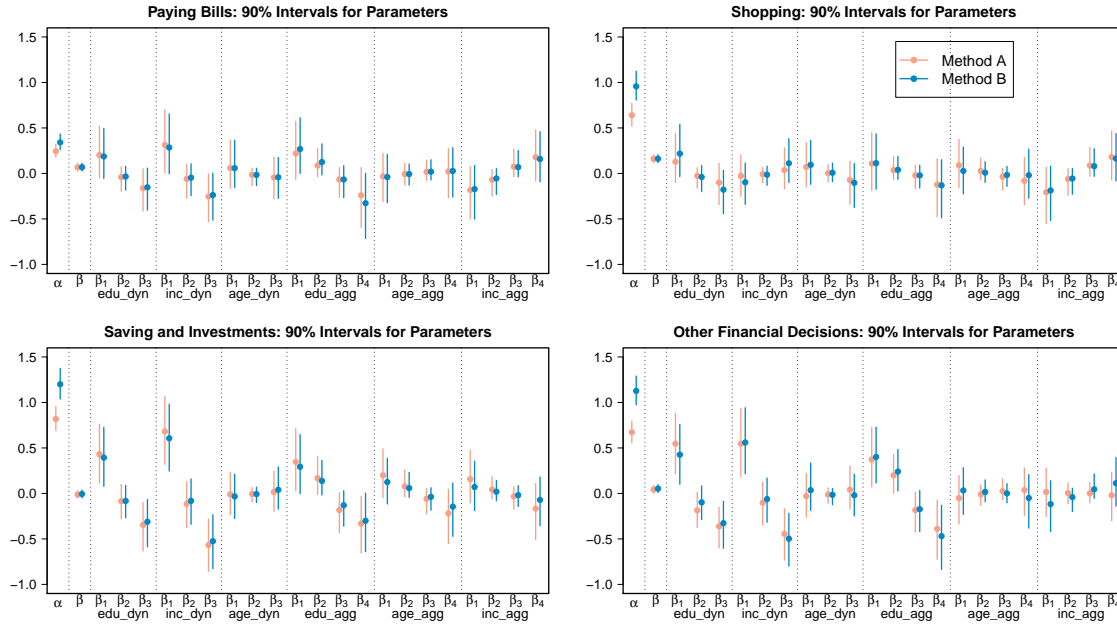 Paying Bills: 90% Intervals for Parameters
1.5
1.0
0.5
0.0
−0.5
−1.0
α β β1 β2 β3 β1 β2 β3 β1 β2 β3 β1 β2 β3 β4 β1 β2 β3 β4 β1 β2 β3 β4
edu_dyn inc_dyn age_dyn edu_agg age_agg inc_agg
Shopping: 90% Intervals for Parameters
Method A
Method B
1.5
1.0
0.5
0.0
−0.5
−1.0
α β β1 β2 β3 β1 β2 β3 β1 β2 β3 β1 β2 β3 β4 β1 β2 β3 β4 β1 β2 β3 β4
edu_dyn inc_dyn age_dyn edu_agg age_agg inc_agg
Saving and Investments: 90% Intervals for Parameters
1.5
1.0
0.5
0.0
−0.5
−1.0
α β β1 β2 β3 β1 β2 β3 β1 β2 β3 β1 β2 β3 β4 β1 β2 β3 β4 β1 β2 β3 β4
edu_dyn inc_dyn age_dyn edu_agg age_agg inc_agg
Other Financial Decisions: 90% Intervals for Parameters
1.5
1.0
0.5
0.0
−0.5
−1.0
α β β1 β2 β3 β1 β2 β3 β1 β2 β3 β1 β2 β3 β4 β1 β2 β3 β4 β1 β2 β3 β4
edu_dyn inc_dyn age_dyn edu_agg age_agg inc_agg